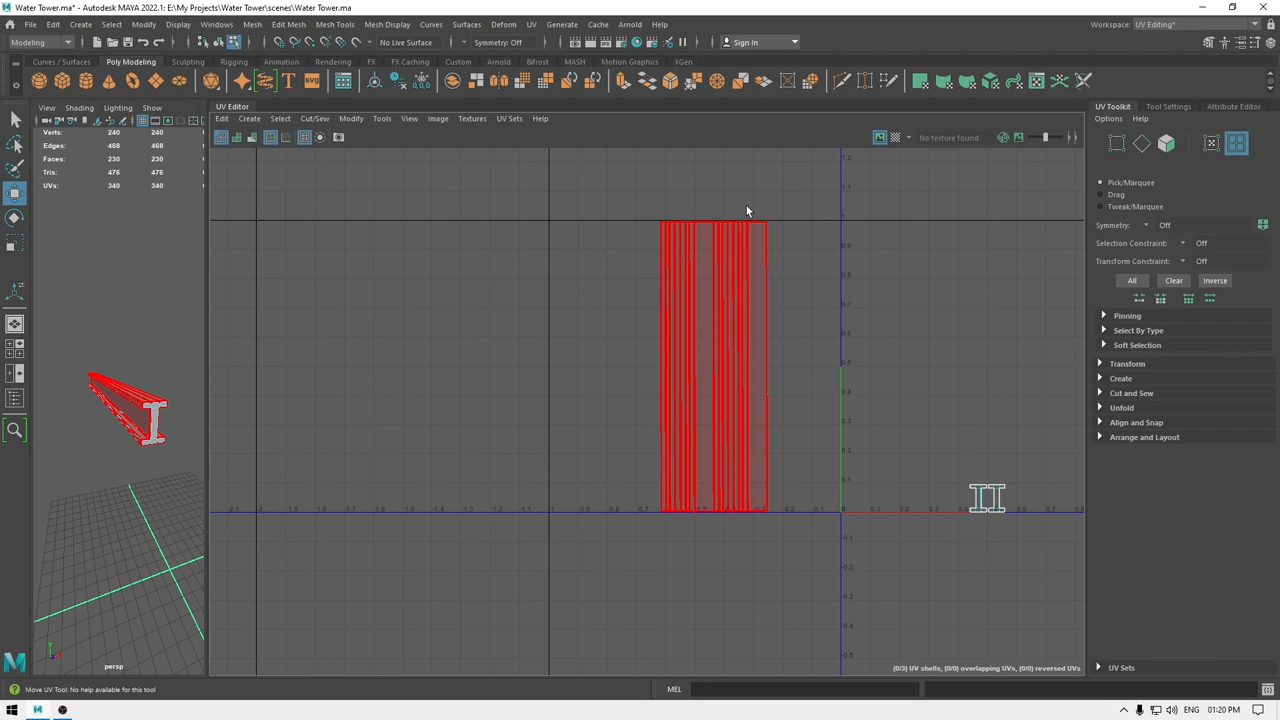 Water Tower.ma* - Autodesk MAYA 2022.1: E:\My Projects\Water Tower\scenes\Water Tower.ma
File Edit Create Select Modify Display Windows Mesh Edit Mesh Mesh Tools Mesh Display Curves Surfaces Deform UV Generate Cache Arnold Help
Workspace: UV Editing*
Modeling No Live Surface Symmetry: Off Sign In
Curves / Surfaces Poly Modeling Sculpting Rigging Animation Rendering FX FX Caching Custom Arnold Bifrost MASH Motion Graphics XGen
View Shading Lighting Show
UV Editor
UV Toolkit Tool Settings Attribute Editor
Edit Create Select Cut/Sew Modify Tools View Image Textures UV Sets Help
Options Help
No texture found
Verts: 240 240
Edges: 468 468
Faces: 230 230
Tris: 476 476
UVs: 340 340
Pick/Marquee
Drag
Tweak/Marquee
Symmetry: Off
Selection Constraint: Off
Transform Constraint: Off
All Clear Inverse
Pinning
Select By Type
Soft Selection
Transform
Create
Cut and Sew
Unfold
Align and Snap
Arrange and Layout
UV Sets
persp
(0/3) UV shells, (0/0) overlapping UVs, (0/0) reversed UVs
Move UV Tool: No help available for this tool
MEL
ENG 01:20 PM